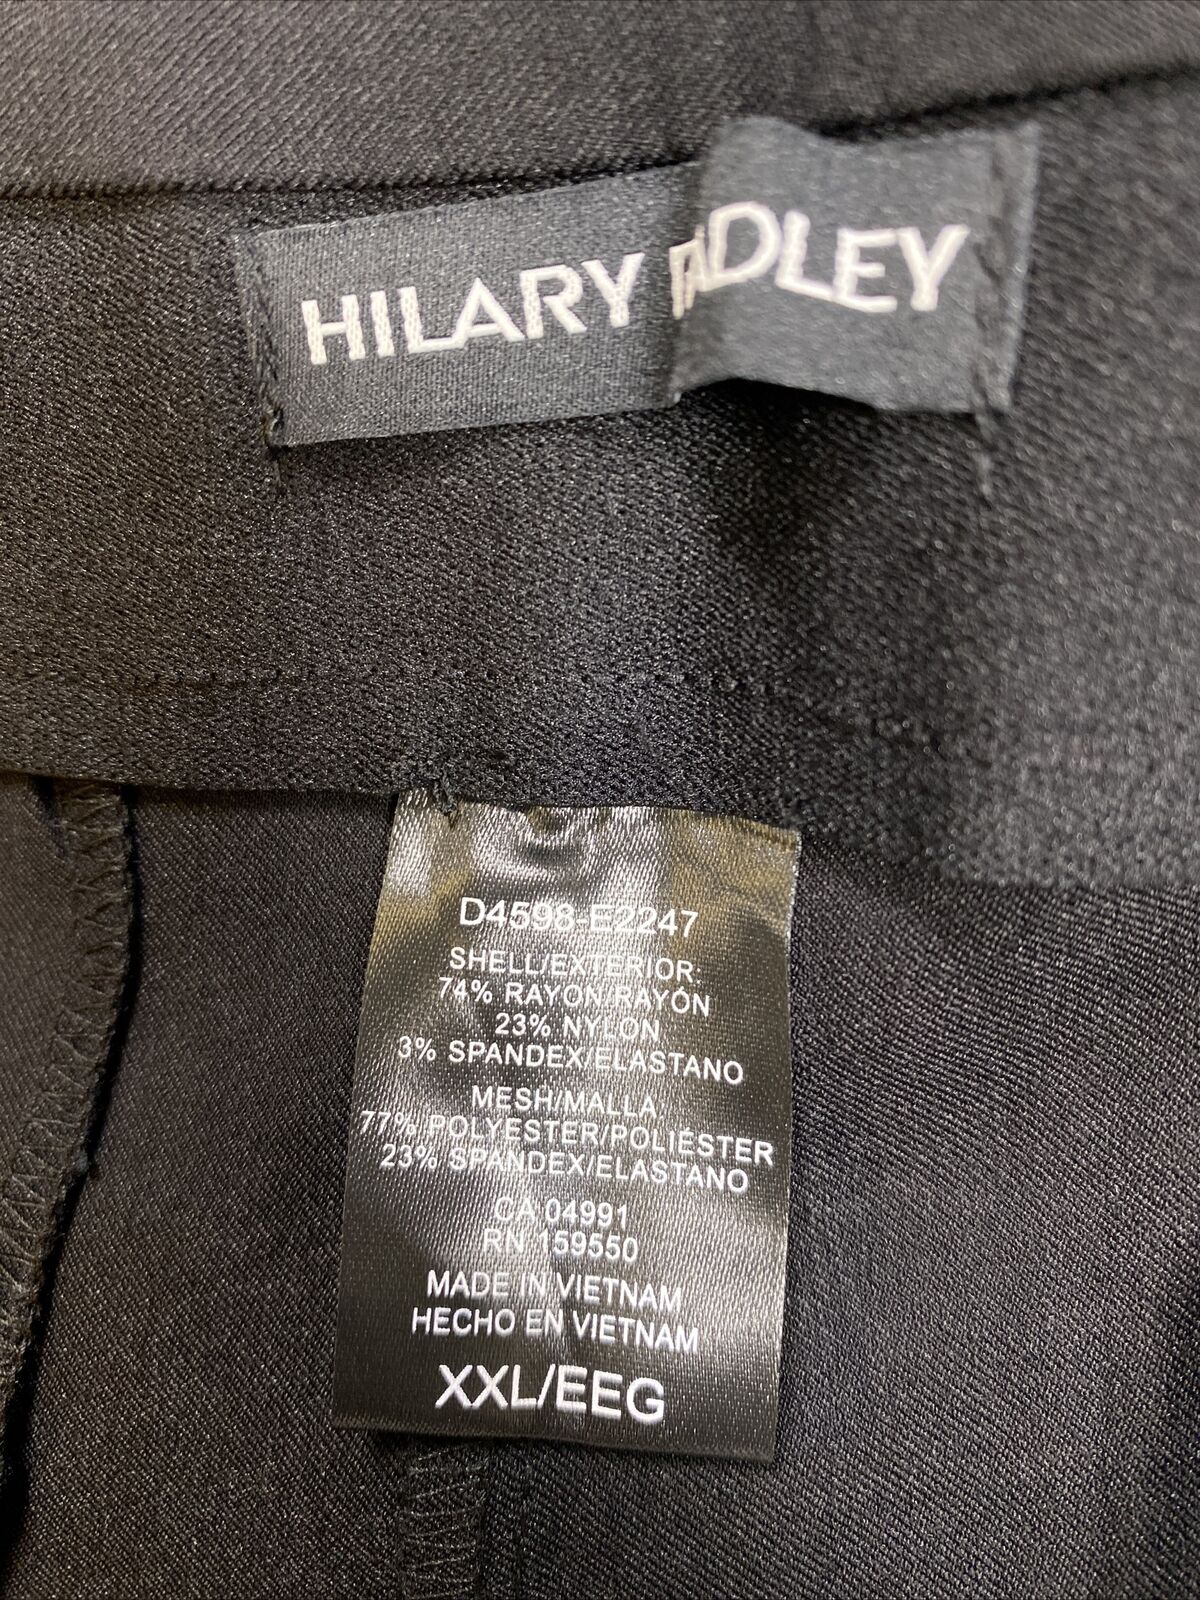 HILARY
D4598-E2247
SHELL/EXTERIOR:
74% RAYON/RAYÓN
23% NYLON
3% SPANDEX/ELASTANO
MESH/MALLA
77% POLYESTER/POLIÉSTER
23% SPANDEX/ELASTANO
CA 04991
RN 159550
MADE IN VIETNAM
HECHO EN VIETNAM
XXL/EEG